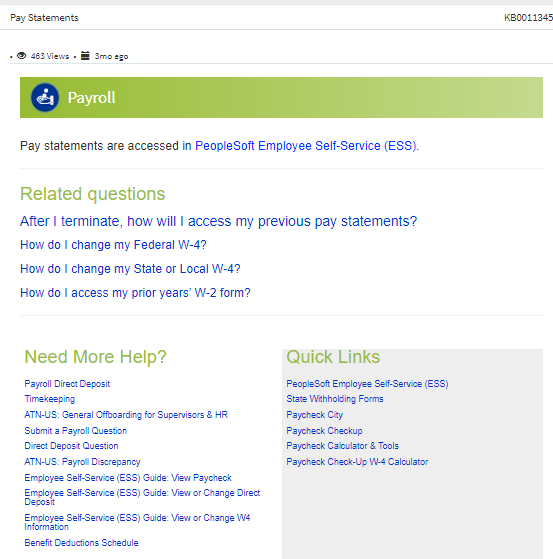 Pay Statements
KB0011345
463 Views • 3mo ago
Payroll
Pay statements are accessed in PeopleSoft Employee Self-Service (ESS).
Related questions
After I terminate, how will I access my previous pay statements?
How do I change my Federal W-4?
How do I change my State or Local W-4?
How do I access my prior years' W-2 form?
Need More Help?
Payroll Direct Deposit
Timekeeping
ATN-US: General Offboarding for Supervisors & HR
Submit a Payroll Question
Direct Deposit Question
ATN-US: Payroll Discrepancy
Employee Self-Service (ESS) Guide: View Paycheck
Employee Self-Service (ESS) Guide: View or Change Direct
Deposit
Employee Self-Service (ESS) Guide: View or Change W4
Information
Benefit Deductions Schedule
Quick Links
PeopleSoft Employee Self-Service (ESS)
State Withholding Forms
Paycheck City
Paycheck Checkup
Paycheck Calculator & Tools
Paycheck Check-Up W-4 Calculator